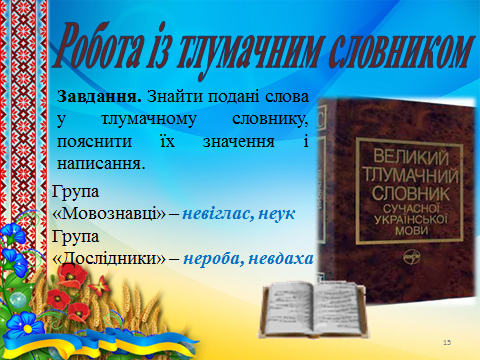 Робота із тлумачним словником
Завдання. Знайти подані слова
у тлумачному словнику,
пояснити їх значення і
написання.
Група
«Мовознавці» – невіглас, неук
Група
«Дослідники» – нероба, невдаха
ВЕЛИКИЙ
ТЛУМАЧНИЙ
СЛОВНИК
СУЧАСНОЇ
УКРАЇНСЬКОЇ
МОВИ
15